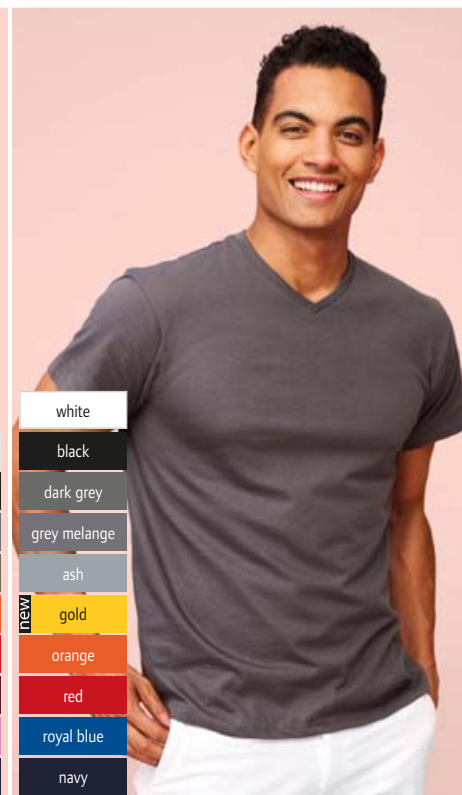 white
black
dark grey
grey melange
ash
new
gold
orange
red
royal blue
navy